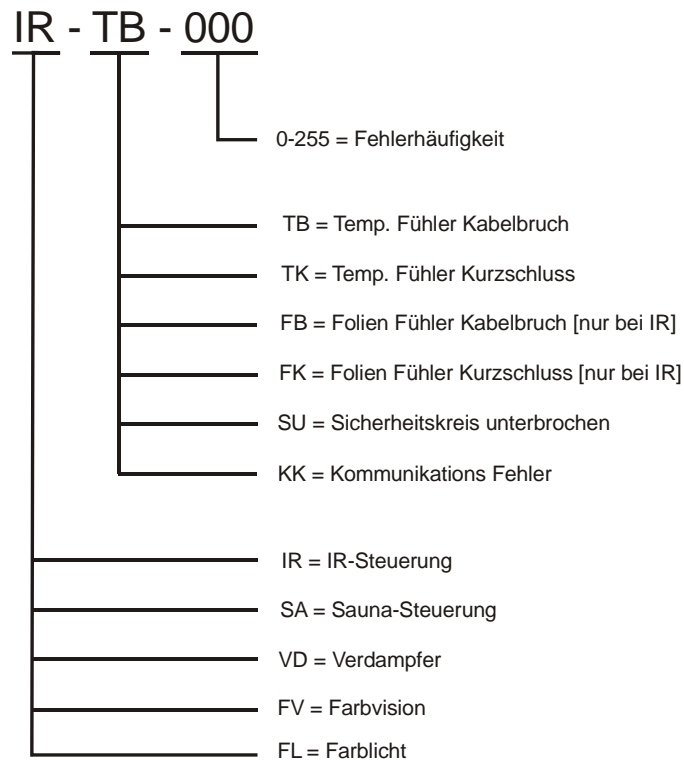 IR - TB - 000
0-255 = Fehlerhäufigkeit
TB = Temp. Fühler Kabelbruch
TK = Temp. Fühler Kurzschluss
FB = Folien Fühler Kabelbruch [nur bei IR]
FK = Folien Fühler Kurzschluss [nur bei IR]
SU = Sicherheitskreis unterbrochen
KK = Kommunikations Fehler
IR = IR-Steuerung
SA = Sauna-Steuerung
VD = Verdampfer
FV = Farbvision
FL = Farblicht